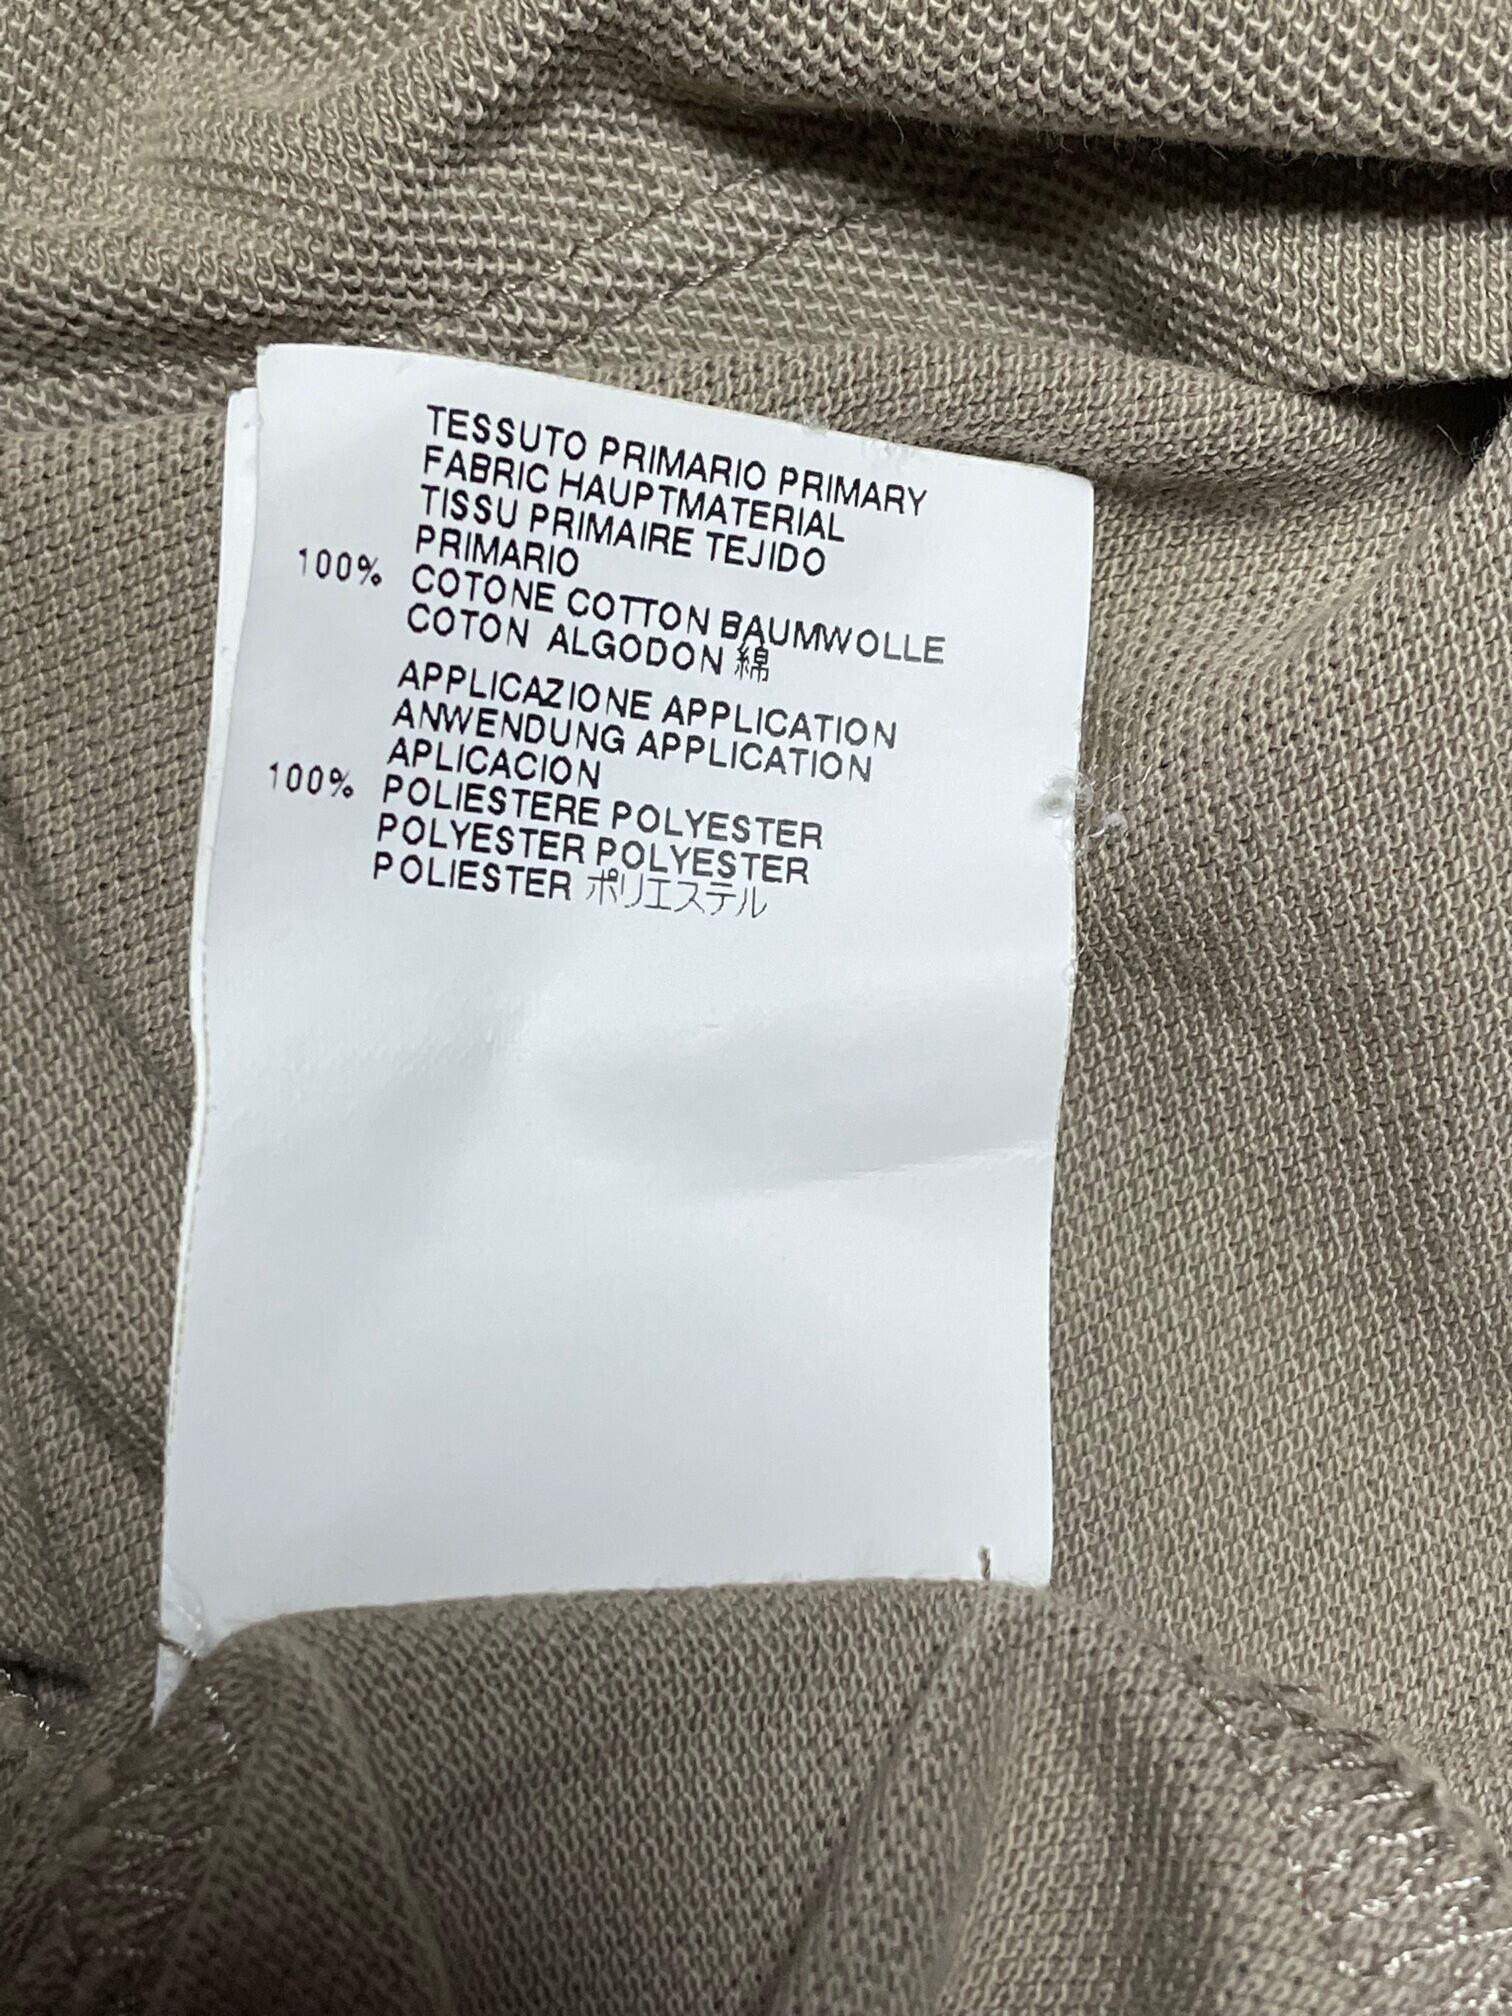 TESSUTO PRIMARIO PRIMARY
FABRIC HAUPTMATERIAL
TISSU PRIMAIRE TEJIDO
PRIMARIO
100% COTONE COTTON BAUMWOLLE
COTON ALGODON 綿
APPLICAZIONE APPLICATION
ANWENDUNG APPLICATION
APLICACION
100% POLIESTERE POLYESTER
POLYESTER POLYESTER
POLIESTER ポリエステル